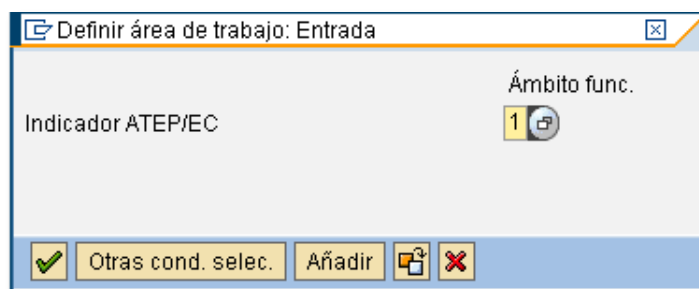 Definir área de trabajo: Entrada
Ámbito func.
Indicador ATEP/EC 1
Otras cond. selec. Añadir